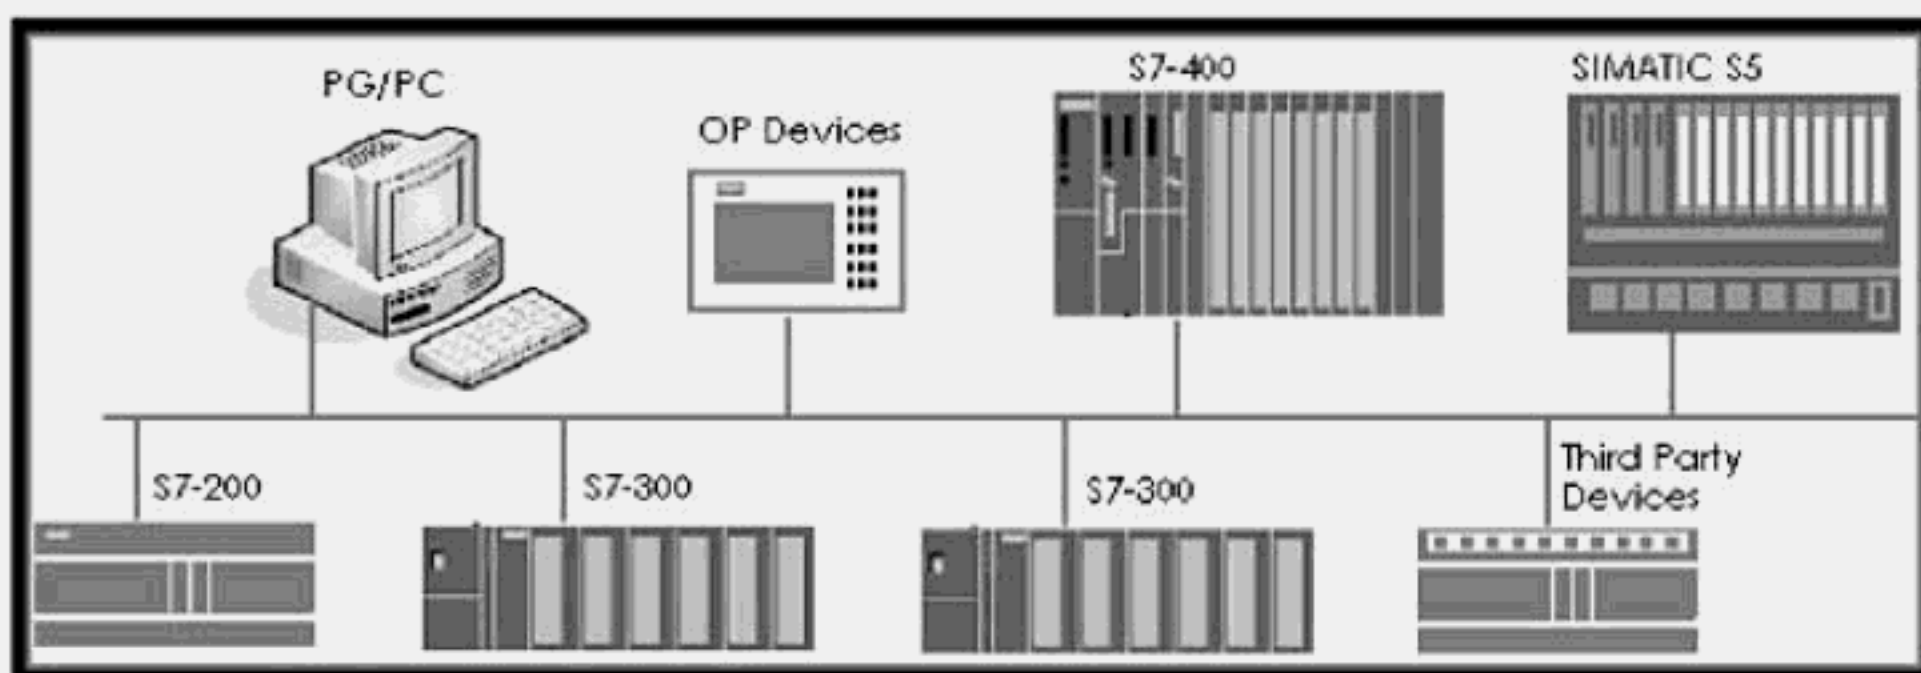 PG/PC
OP Devices
S7-400
SIMATIC S5
S7-200
S7-300
S7-300
Third Party
Devices